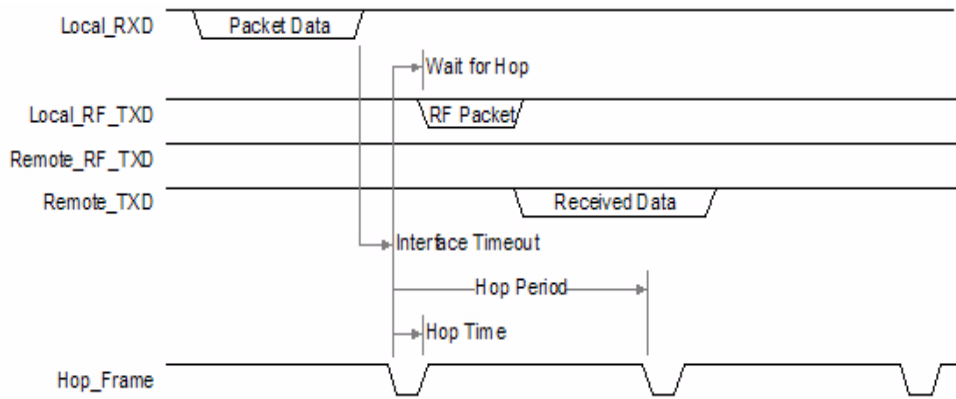 Local_RXD
Packet Data
Wait for Hop
Local_RF_TXD
RF Packet
Remote_RF_TXD
Remote_TXD
Received Data
Interface Timeout
Hop Period
Hop Time
Hop_Frame